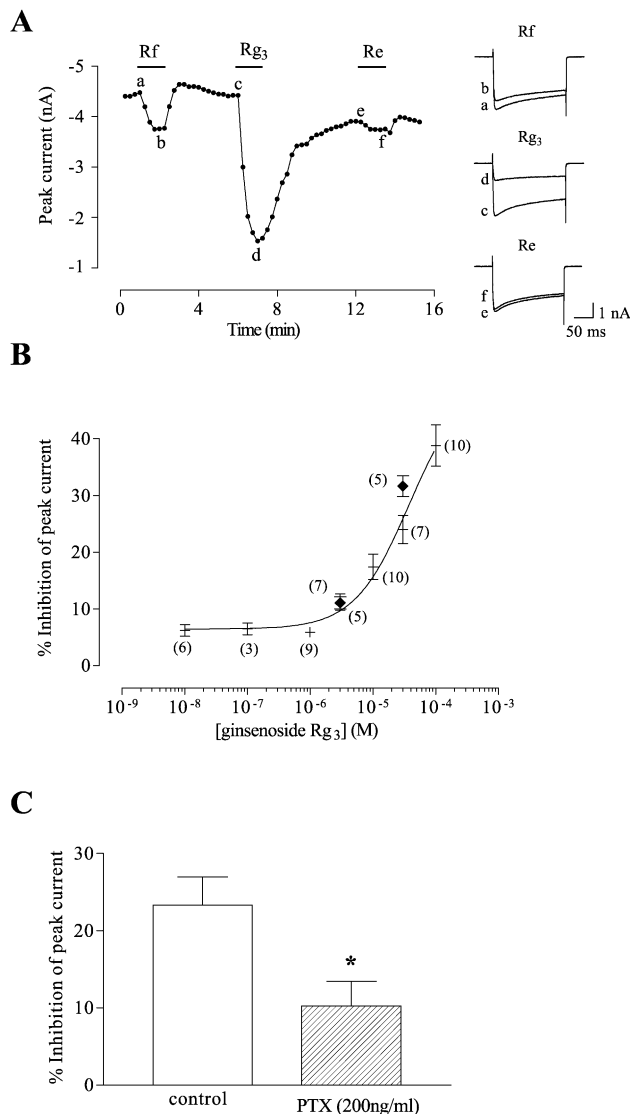 A
Rf
Rg3
Re
-5
-4
-3
-2
-1
Peak current (nA)
a
b
c
d
e
f
0
4
8
12
16
Time (min)
Rf
b
a
Rg3
d
c
Re
f
e
1 nA
50 ms
B
% Inhibition of peak current
40
30
20
10
0
(6)
(3)
(9)
(7)
(5)
(10)
(5)
(7)
(10)
10-9
10-8
10-7
10-6
10-5
10-4
10-3
[ginsenoside Rg3] (M)
C
% Inhibition of peak current
30
20
10
0
*
control
PTX (200ng/ml)